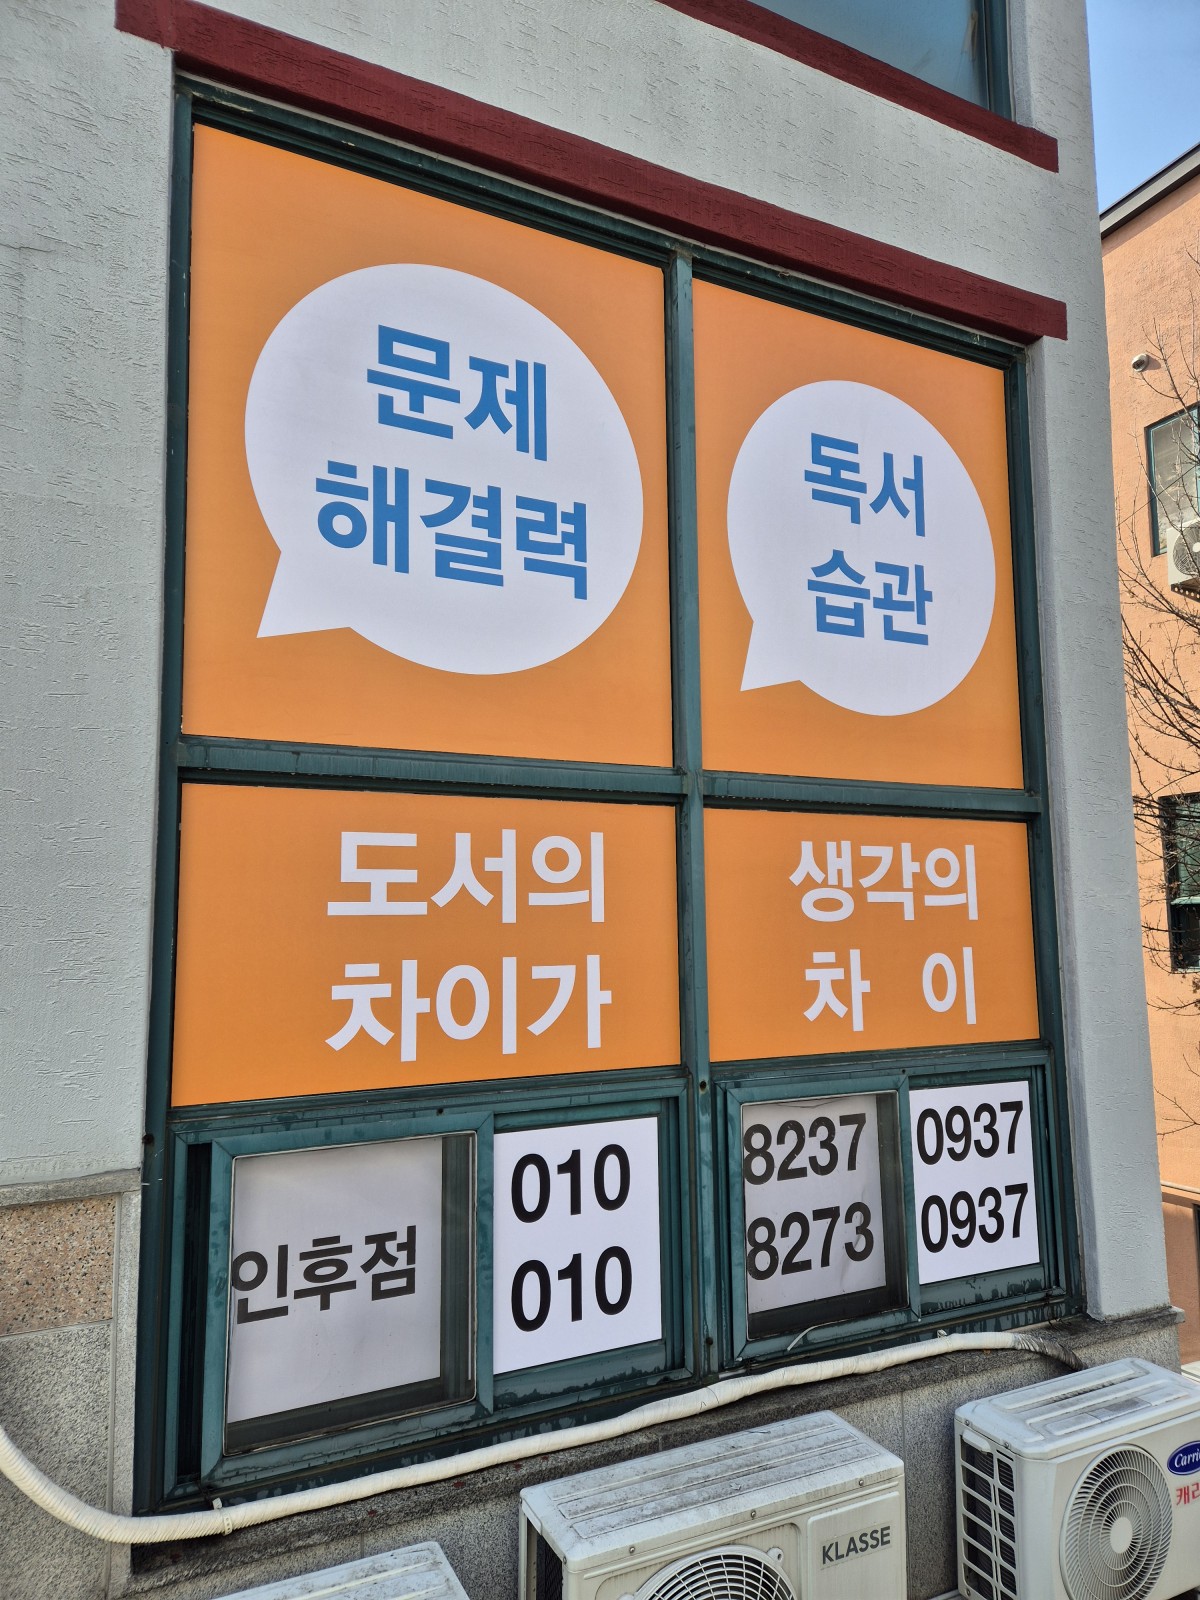 문제
해결력
독서
습관
도서의
차이가
생각의
차 이
인후점
010 8237 0937
010 8273 0937
KLASSE